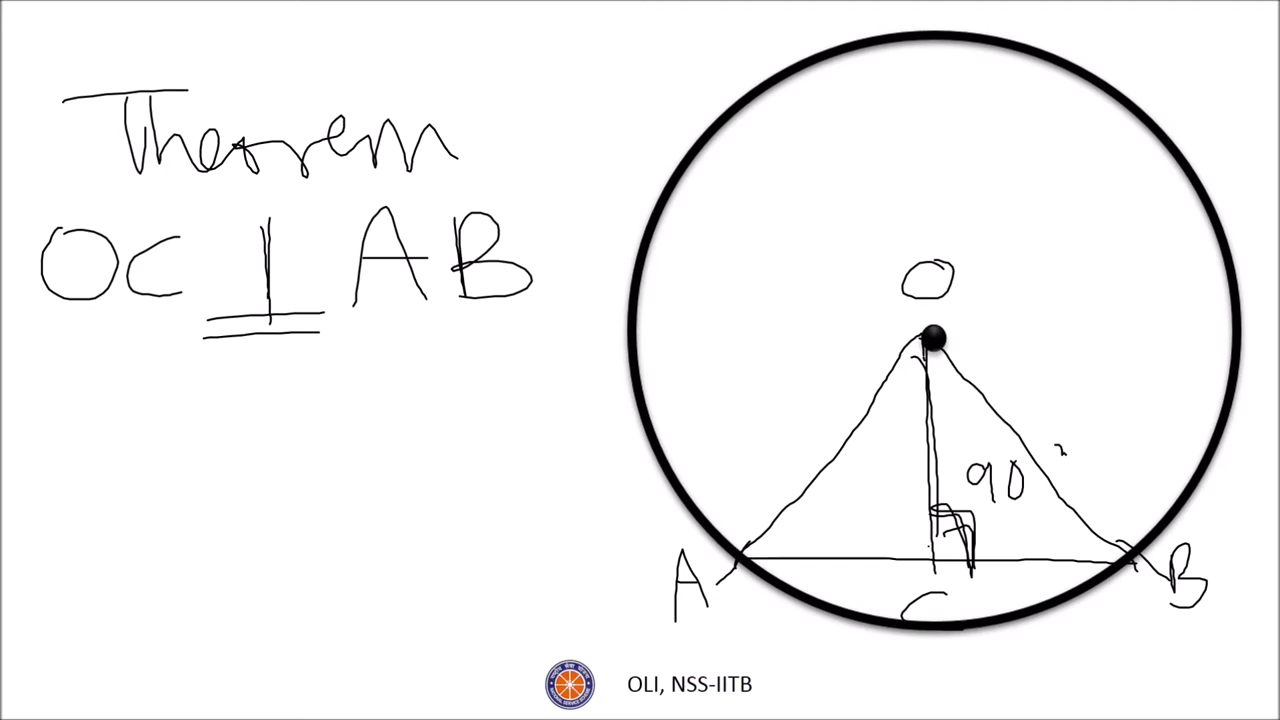 Theorem
OC ⊥ AB
O
90
A
B
C
OLI, NSS-IITB